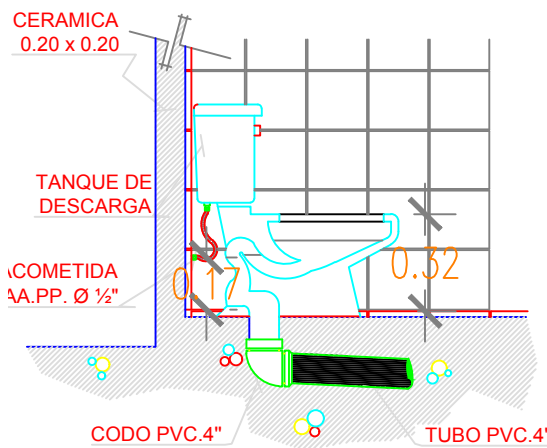 CERAMICA
0.20 x 0.20
TANQUE DE
DESCARGA
ACOMETIDA
AA.PP. Ø ½"
0.17
0.32
CODO PVC.4"
TUBO PVC.4"